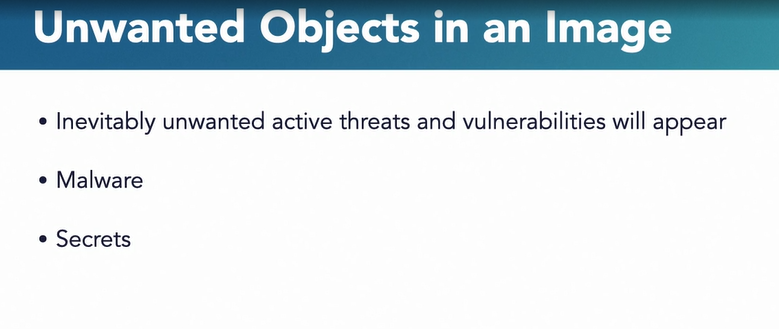 Unwanted Objects in an Image
• Inevitably unwanted active threats and vulnerabilities will appear
• Malware
• Secrets